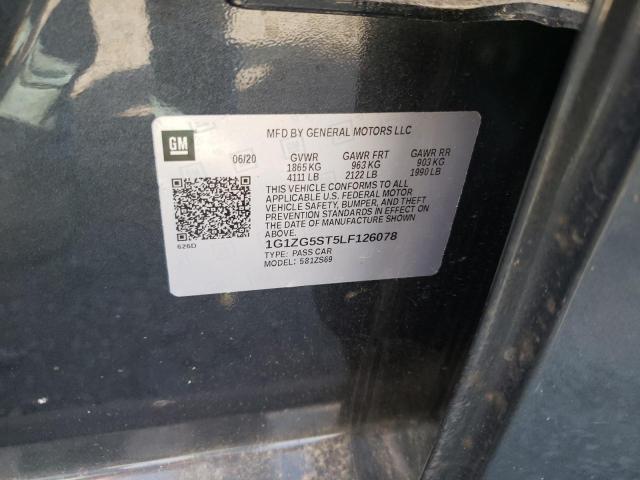 GM
MFD BY GENERAL MOTORS LLC
06/20 GVWR GAWR FRT GAWR RR
1865 KG 963 KG 903 KG
4111 LB 2122 LB 1990 LB
THIS VEHICLE CONFORMS TO ALL
APPLICABLE U.S. FEDERAL MOTOR
VEHICLE SAFETY, BUMPER, AND THEFT
PREVENTION STANDARDS IN EFFECT ON
THE DATE OF MANUFACTURE SHOWN
ABOVE.
626D
1G1ZG5ST5LF126078
TYPE: PASS CAR
MODEL: 581ZS69